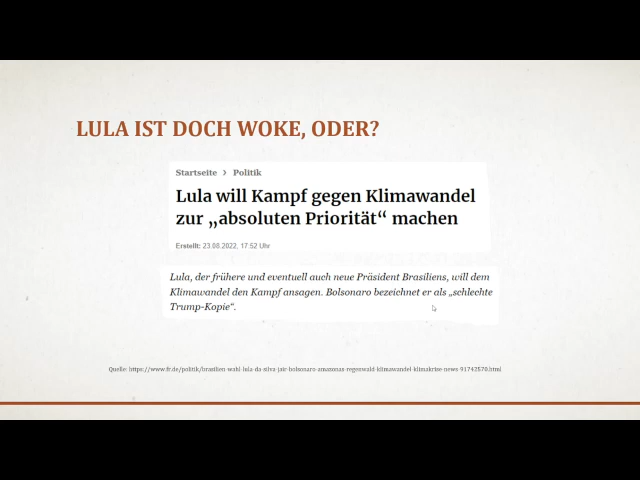 LULA IST DOCH WOKE, ODER?
Startseite › Politik
Lula will Kampf gegen Klimawandel
zur „absoluten Priorität“ machen
Erstellt: 23.08.2022, 17:52 Uhr
Lula, der frühere und eventuell auch neue Präsident Brasiliens, will dem
Klimawandel den Kampf ansagen. Bolsonaro bezeichnet er als „schlechte
Trump-Kopie“.
Quelle: https://www.fr.de/politik/brasilien-wahl-lula-da-silva-jair-bolsonaro-amazonas-regenwald-klimawandel-klimakrise-news-91742570.html